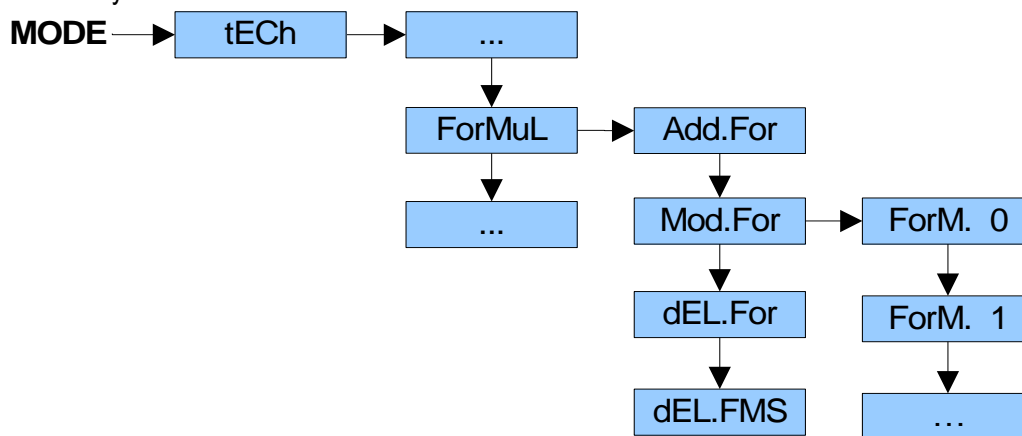 MODE tECh ...
ForMuL Add.For
... Mod.For ForM. 0
dEL.For ForM. 1
dEL.FMS ...